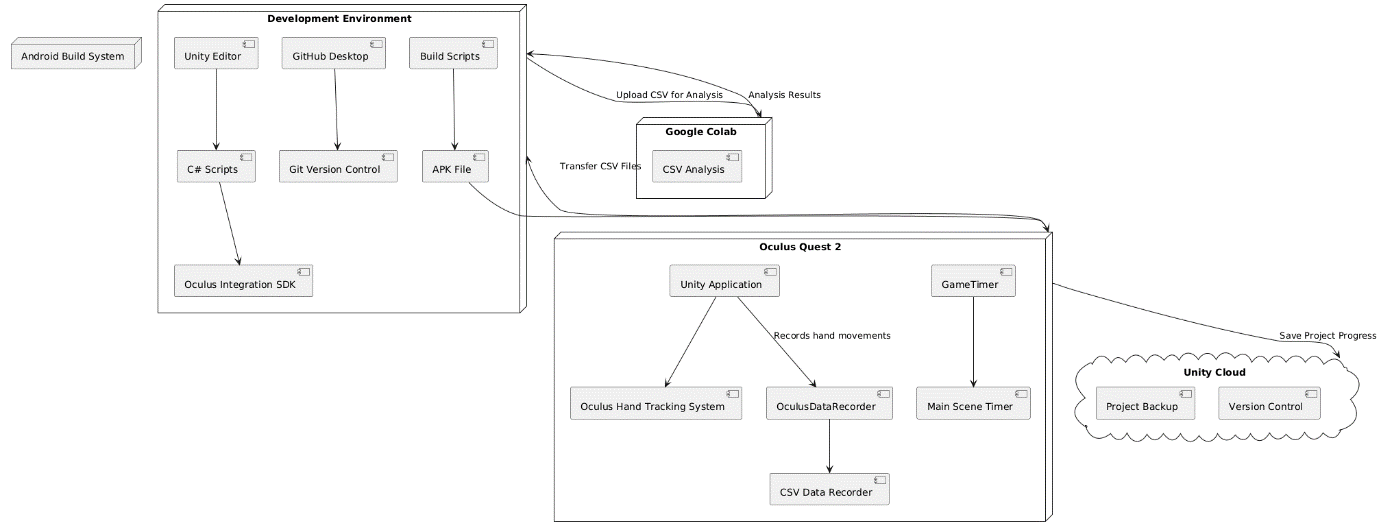 Development Environment
Android Build System
Unity Editor
GitHub Desktop
Build Scripts
Upload CSV for Analysis
Analysis Results
Google Colab
C# Scripts
Git Version Control
APK File
Transfer CSV Files
CSV Analysis
Oculus Integration SDK
Oculus Quest 2
Unity Application
GameTimer
Records hand movements
Save Project Progress
Unity Cloud
Oculus Hand Tracking System
OculusDataRecorder
Main Scene Timer
Project Backup
Version Control
CSV Data Recorder